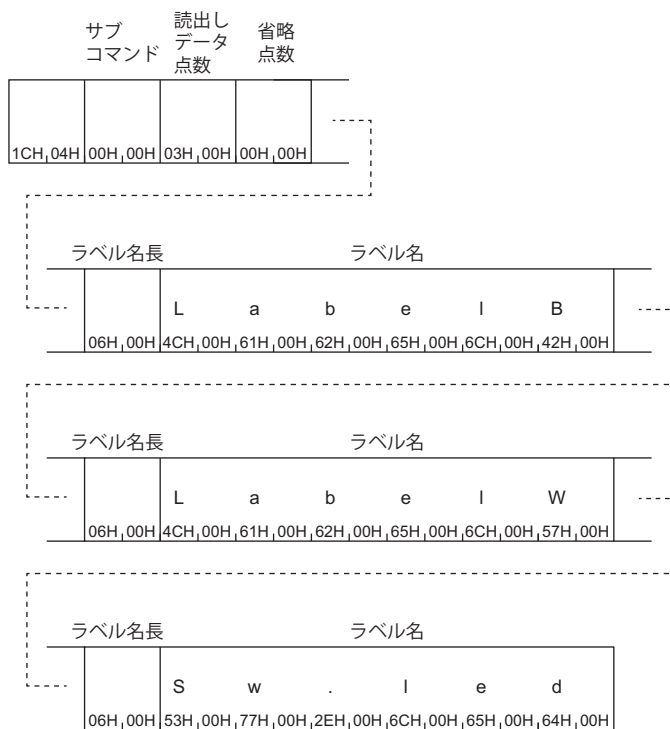 サブ
コマンド
読出し
データ
点数
省略
点数
1CH 04H 00H 00H 03H 00H 00H 00H
ラベル名長 ラベル名
L a b e l B
06H 00H 4CH 00H 61H 00H 62H 00H 65H 00H 6CH 00H 42H 00H
ラベル名長 ラベル名
L a b e l W
06H 00H 4CH 00H 61H 00H 62H 00H 65H 00H 6CH 00H 57H 00H
ラベル名長 ラベル名
S w . l e d
06H 00H 53H 00H 77H 00H 2EH 00H 6CH 00H 65H 00H 64H 00H